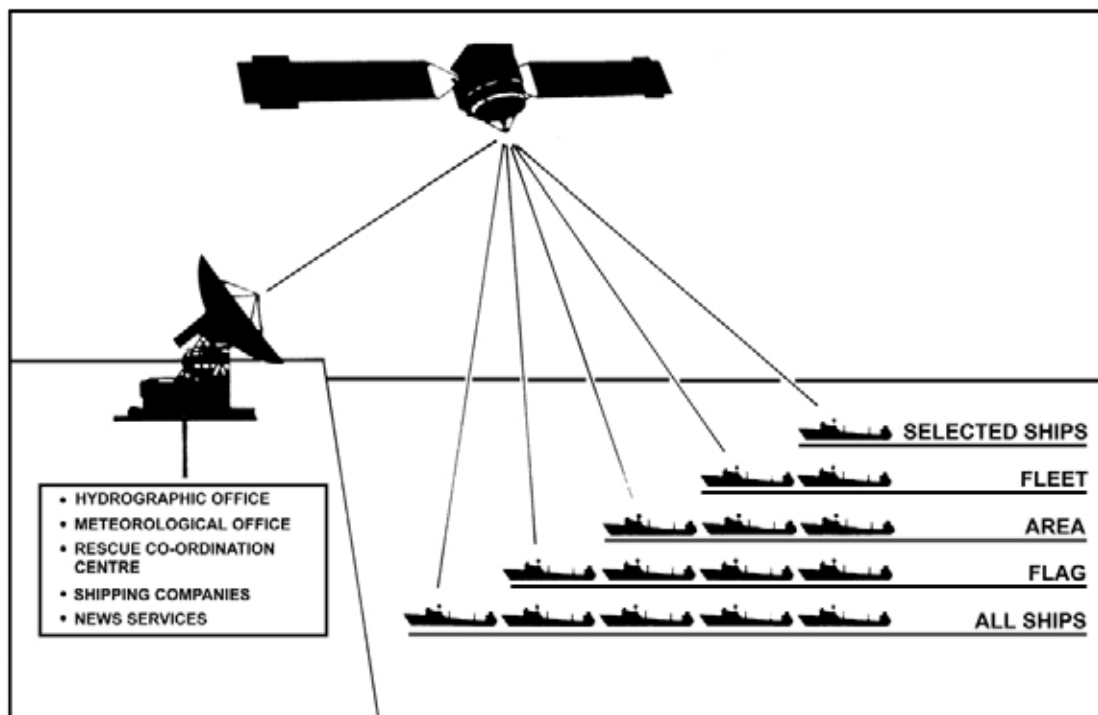 SELECTED SHIPS
FLEET
AREA
FLAG
ALL SHIPS
• HYDROGRAPHIC OFFICE
• METEOROLOGICAL OFFICE
• RESCUE CO-ORDINATION
CENTRE
• SHIPPING COMPANIES
• NEWS SERVICES